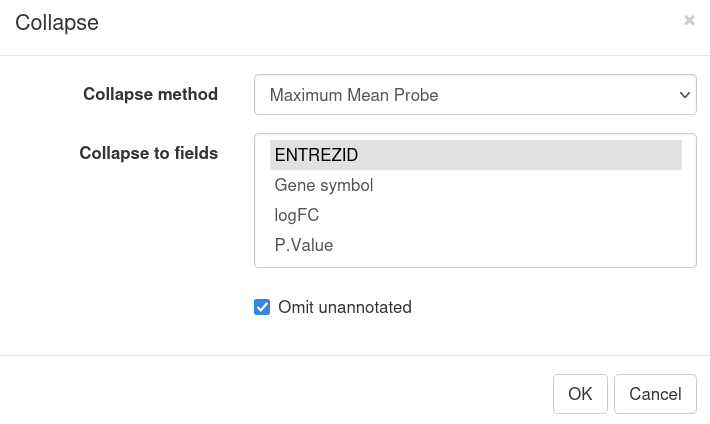 Collapse ×
Collapse method Maximum Mean Probe
Collapse to fields ENTREZID
Gene symbol
logFC
P.Value
Omit unannotated
OK Cancel